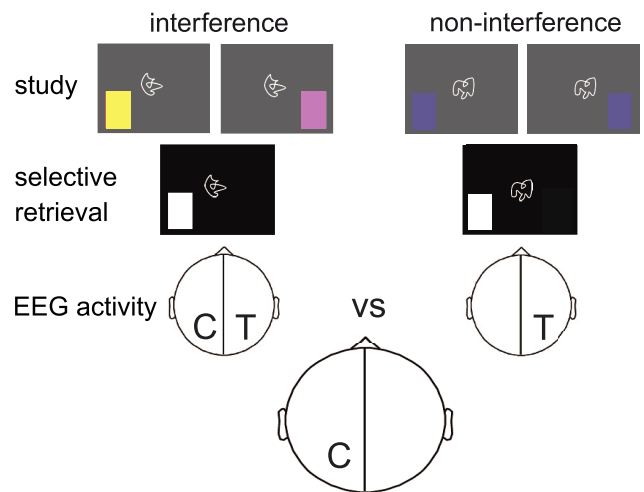 interference non-interference
study
selective
retrieval
EEG activity C T vs T
C